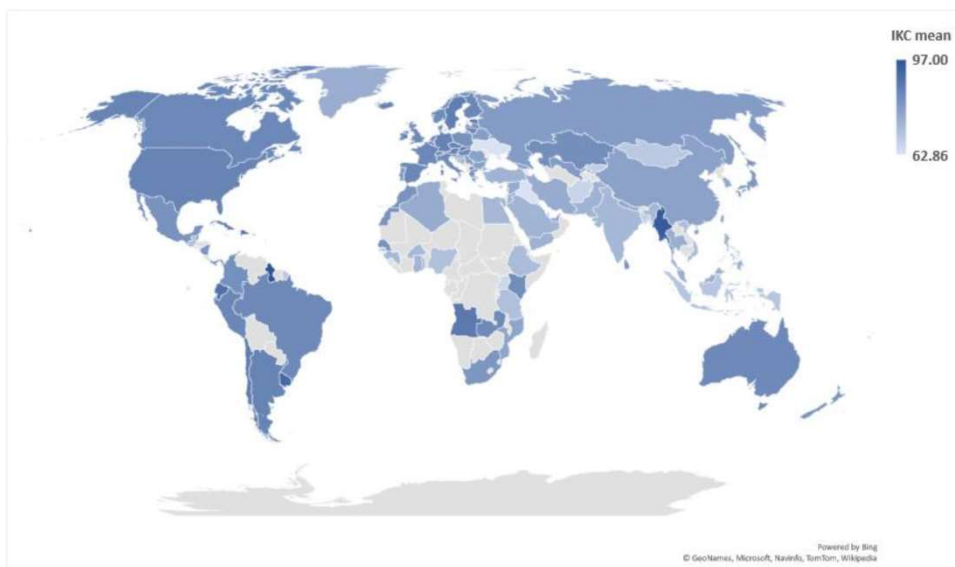 IKC mean
97.00
62.86
Powered by Bing
© GeoNames, Microsoft, Navinfo, TomTom, Wikipedia